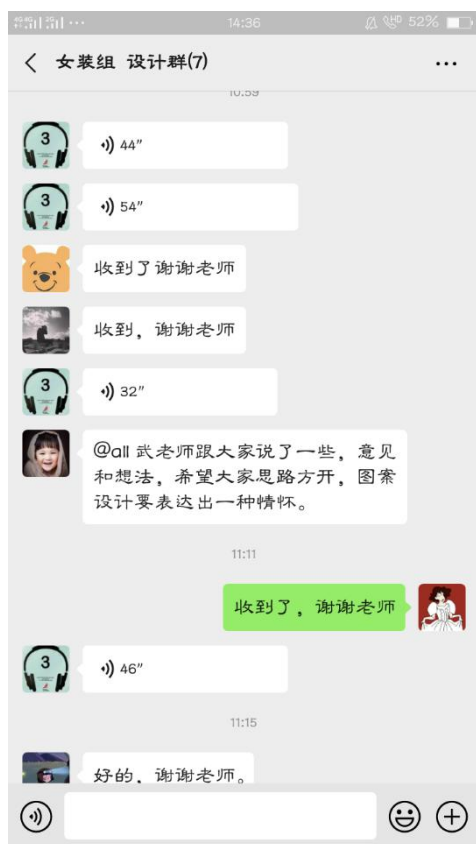 14:36
HD 52%
女装组 设计群(7)
10:59
3
44"
3
54"
收到了谢谢老师
收到，谢谢老师
3
32"
@all 武老师跟大家说了一些，意见
和想法，希望大家思路方开，图案
设计要表达出一种情怀。
11:11
收到了，谢谢老师
3
46"
11:15
好的，谢谢老师。